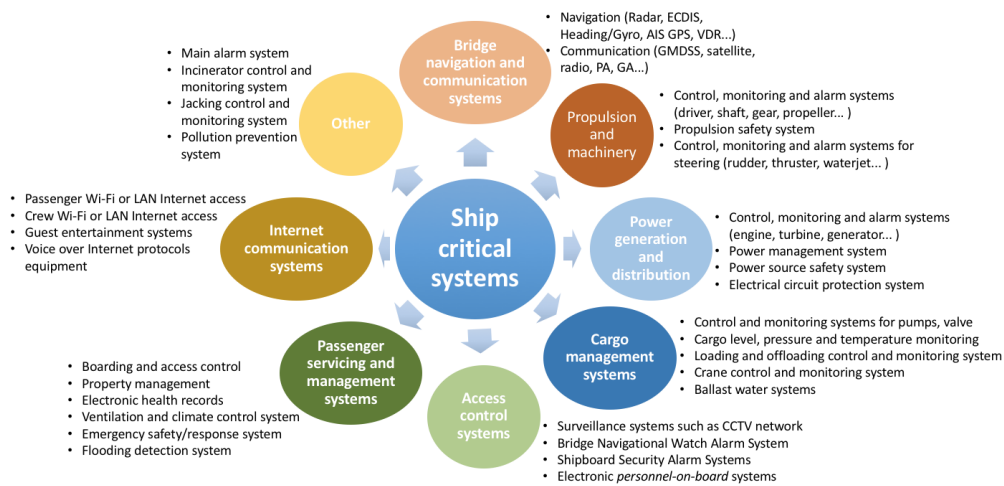 Bridge
navigation and
communication
systems
• Navigation (Radar, ECDIS,
Heading/Gyro, AIS GPS, VDR...)
• Communication (GMDSS, satellite,
radio, PA, GA...)
Propulsion
and
machinery
• Control, monitoring and alarm systems
(driver, shaft, gear, propeller... )
• Propulsion safety system
• Control, monitoring and alarm systems for
steering (rudder, thruster, waterjet... )
Power
generation
and
distribution
• Control, monitoring and alarm systems
(engine, turbine, generator... )
• Power management system
• Power source safety system
• Electrical circuit protection system
Cargo
management
systems
• Control and monitoring systems for pumps, valve
• Cargo level, pressure and temperature monitoring
• Loading and offloading control and monitoring system
• Crane control and monitoring system
• Ballast water systems
Access
control
systems
• Surveillance systems such as CCTV network
• Bridge Navigational Watch Alarm System
• Shipboard Security Alarm Systems
• Electronic personnel-on-board systems
Passenger
servicing and
management
systems
• Boarding and access control
• Property management
• Electronic health records
• Ventilation and climate control system
• Emergency safety/response system
• Flooding detection system
Internet
communication
systems
• Passenger Wi-Fi or LAN Internet access
• Crew Wi-Fi or LAN Internet access
• Guest entertainment systems
• Voice over Internet protocols
equipment
Other
• Main alarm system
• Incinerator control and
monitoring system
• Jacking control and
monitoring system
• Pollution prevention
system
Ship
critical
systems